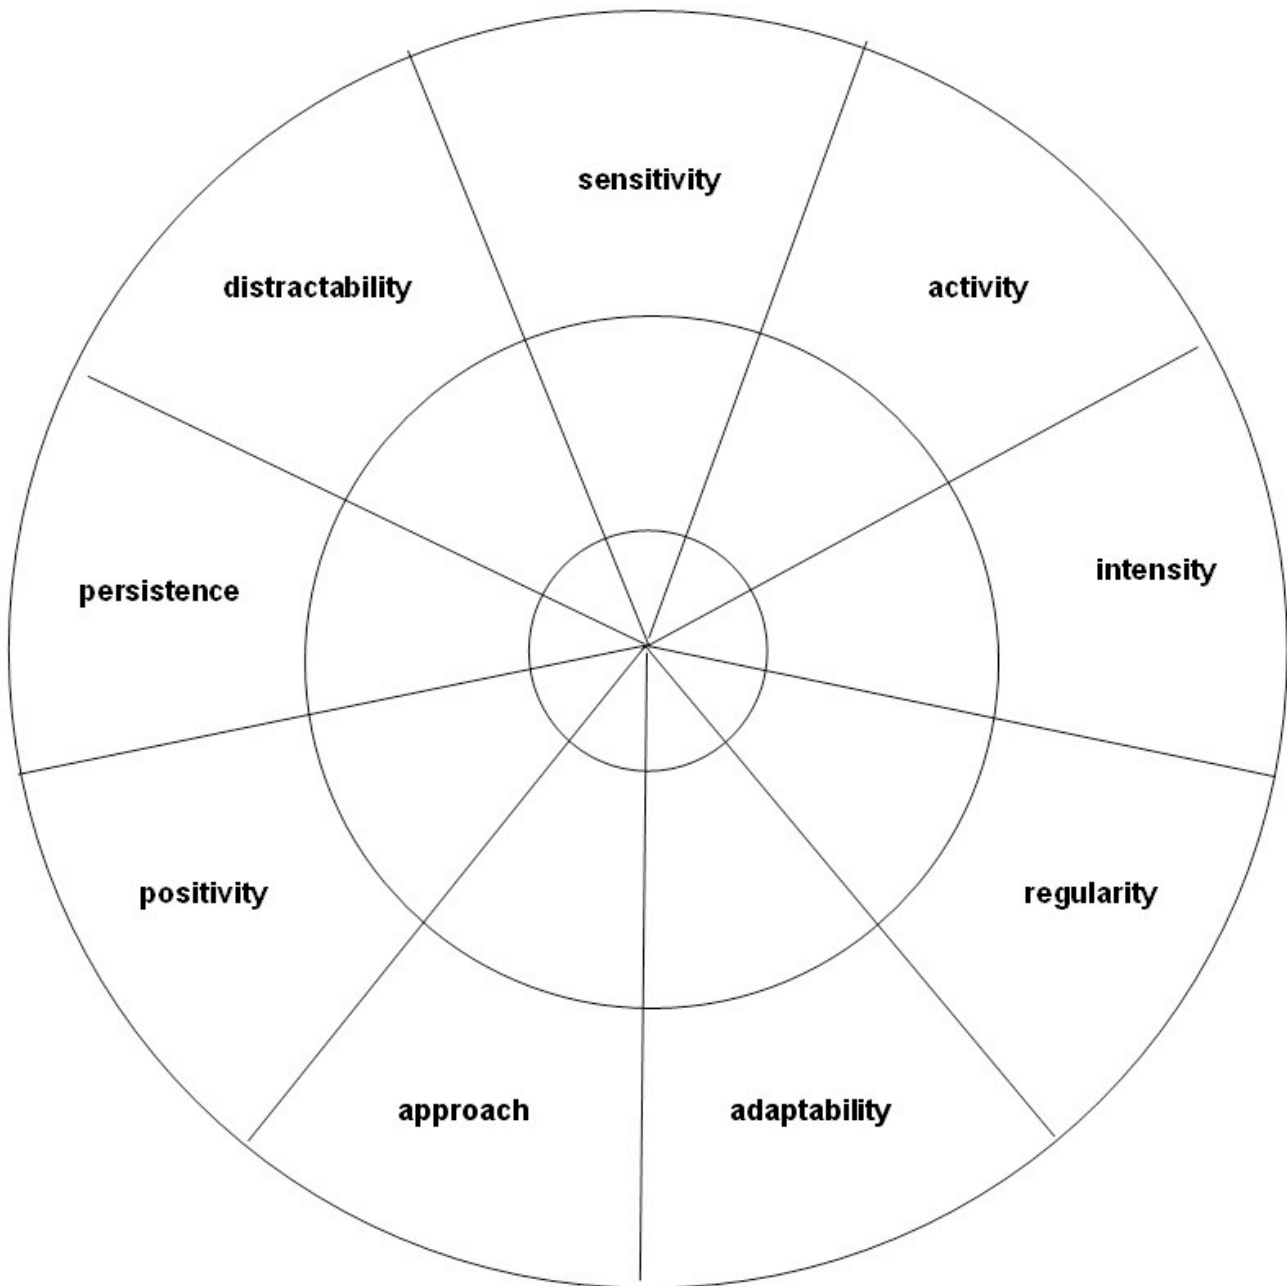 sensitivity
activity
intensity
regularity
adaptability
approach
positivity
persistence
distractability